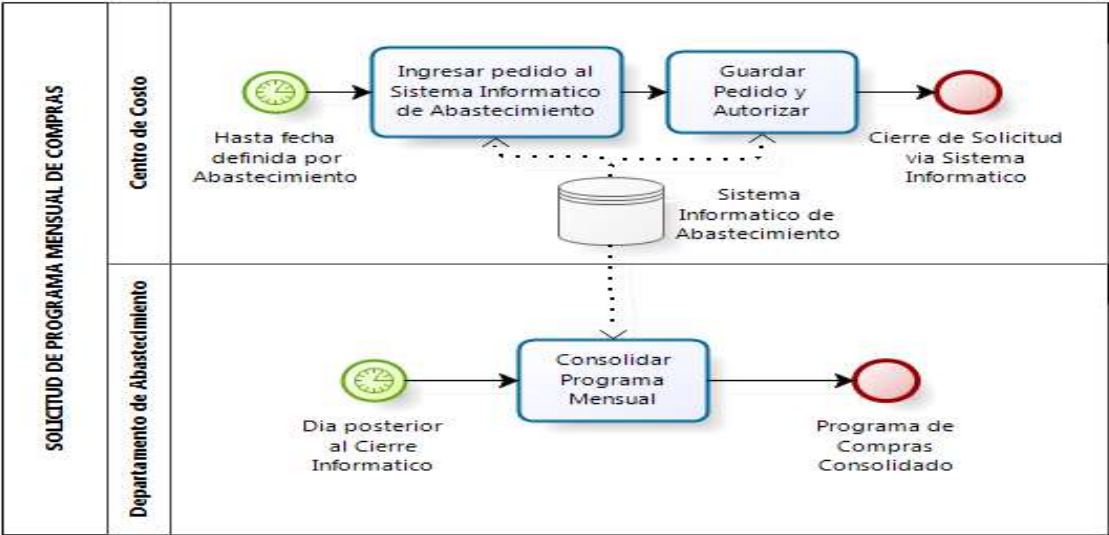 SOLICITUD DE PROGRAMA MENSUAL DE COMPRAS
Centro de Costo
Hasta fecha
definida por
Abastecimiento
Ingresar pedido al
Sistema Informatico
de Abastecimiento
Guardar
Pedido y
Autorizar
Cierre de Solicitud
via Sistema
Informatico
Sistema
Informatico de
Abastecimiento
Departamento de Abastecimiento
Dia posterior
al Cierre
Informatico
Consolidar
Programa
Mensual
Programa de
Compras
Consolidado